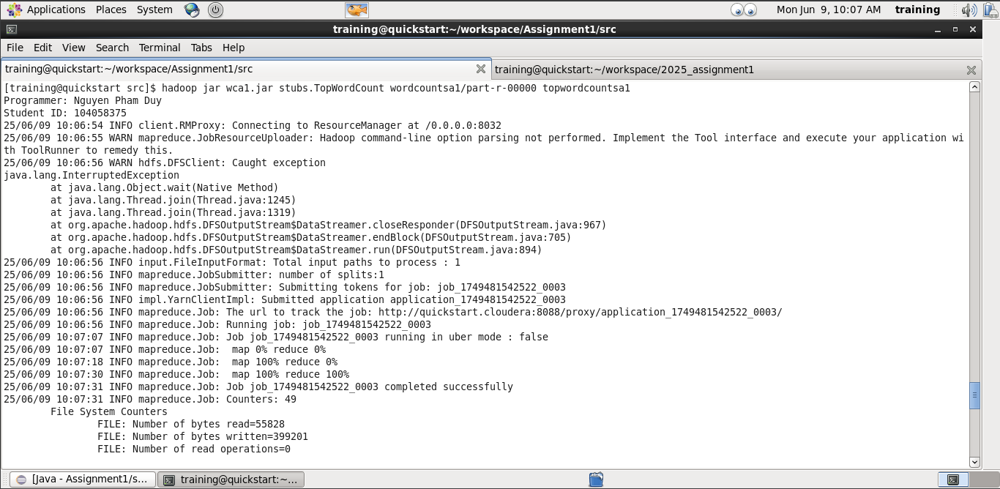 Applications Places System Mon Jun 9, 10:07 AM training
training@quickstart:~/workspace/Assignment1/src
File Edit View Search Terminal Tabs Help
training@quickstart:~/workspace/Assignment1/src training@quickstart:~/workspace/2025_assignment1
[training@quickstart src]$ hadoop jar wca1.jar stubs.TopWordCount wordcountsa1/part-r-00000 topwordcountsa1
Programmer: Nguyen Pham Duy
Student ID: 104058375
25/06/09 10:06:54 INFO client.RMProxy: Connecting to ResourceManager at /0.0.0.0:8032
25/06/09 10:06:55 WARN mapreduce.JobResourceUploader: Hadoop command-line option parsing not performed. Implement the Tool interface and execute your application wi
th ToolRunner to remedy this.
25/06/09 10:06:56 WARN hdfs.DFSClient: Caught exception
java.lang.InterruptedException
        at java.lang.Object.wait(Native Method)
        at java.lang.Thread.join(Thread.java:1245)
        at java.lang.Thread.join(Thread.java:1319)
        at org.apache.hadoop.hdfs.DFSOutputStream$DataStreamer.closeResponder(DFSOutputStream.java:967)
        at org.apache.hadoop.hdfs.DFSOutputStream$DataStreamer.endBlock(DFSOutputStream.java:705)
        at org.apache.hadoop.hdfs.DFSOutputStream$DataStreamer.run(DFSOutputStream.java:894)
25/06/09 10:06:56 INFO input.FileInputFormat: Total input paths to process : 1
25/06/09 10:06:56 INFO mapreduce.JobSubmitter: number of splits:1
25/06/09 10:06:56 INFO mapreduce.JobSubmitter: Submitting tokens for job: job_1749481542522_0003
25/06/09 10:06:56 INFO impl.YarnClientImpl: Submitted application application_1749481542522_0003
25/06/09 10:06:56 INFO mapreduce.Job: The url to track the job: http://quickstart.cloudera:8088/proxy/application_1749481542522_0003/
25/06/09 10:06:56 INFO mapreduce.Job: Running job: job_1749481542522_0003
25/06/09 10:07:07 INFO mapreduce.Job: Job job_1749481542522_0003 running in uber mode : false
25/06/09 10:07:07 INFO mapreduce.Job:  map 0% reduce 0%
25/06/09 10:07:18 INFO mapreduce.Job:  map 100% reduce 0%
25/06/09 10:07:30 INFO mapreduce.Job:  map 100% reduce 100%
25/06/09 10:07:31 INFO mapreduce.Job: Job job_1749481542522_0003 completed successfully
25/06/09 10:07:31 INFO mapreduce.Job: Counters: 49
        File System Counters
                FILE: Number of bytes read=55828
                FILE: Number of bytes written=399201
                FILE: Number of read operations=0
[Java - Assignment1/s... training@quickstart:~...